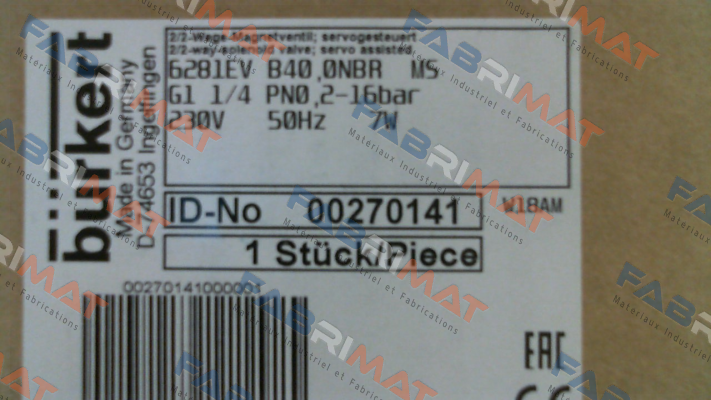 2/2-Wege-Magnetventil; servogesteuert
2/2-way-solenoid valve; servo assisted.
6281EV B40,0NBR MS
G1 1/4 PN0,2-16bar
230V 50Hz 7W
bürkert
Made in Germany
D-74653 Ingelfingen
ID-No 00270141
W18AM
1 Stück/Piece
00270141000001
EAC
CE
FABRIMAT
Matériaux Industriel et Fabrications